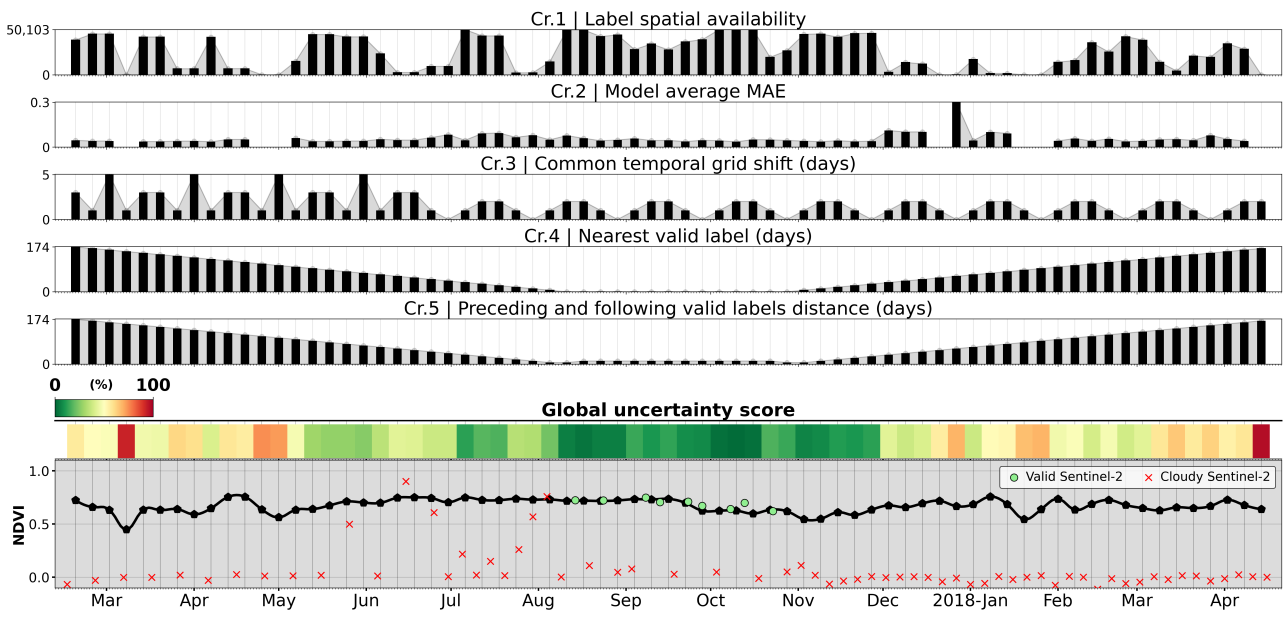 Cr.1 | Label spatial availability
50,103
0
Cr.2 | Model average MAE
0.3
0
Cr.3 | Common temporal grid shift (days)
5
0
Cr.4 | Nearest valid label (days)
174
0
Cr.5 | Preceding and following valid labels distance (days)
174
0
0 (%) 100
Global uncertainty score
1.0
0.5
0.0
NDVI
Valid Sentinel-2 Cloudy Sentinel-2
Mar Apr May Jun Jul Aug Sep Oct Nov Dec 2018-Jan Feb Mar Apr